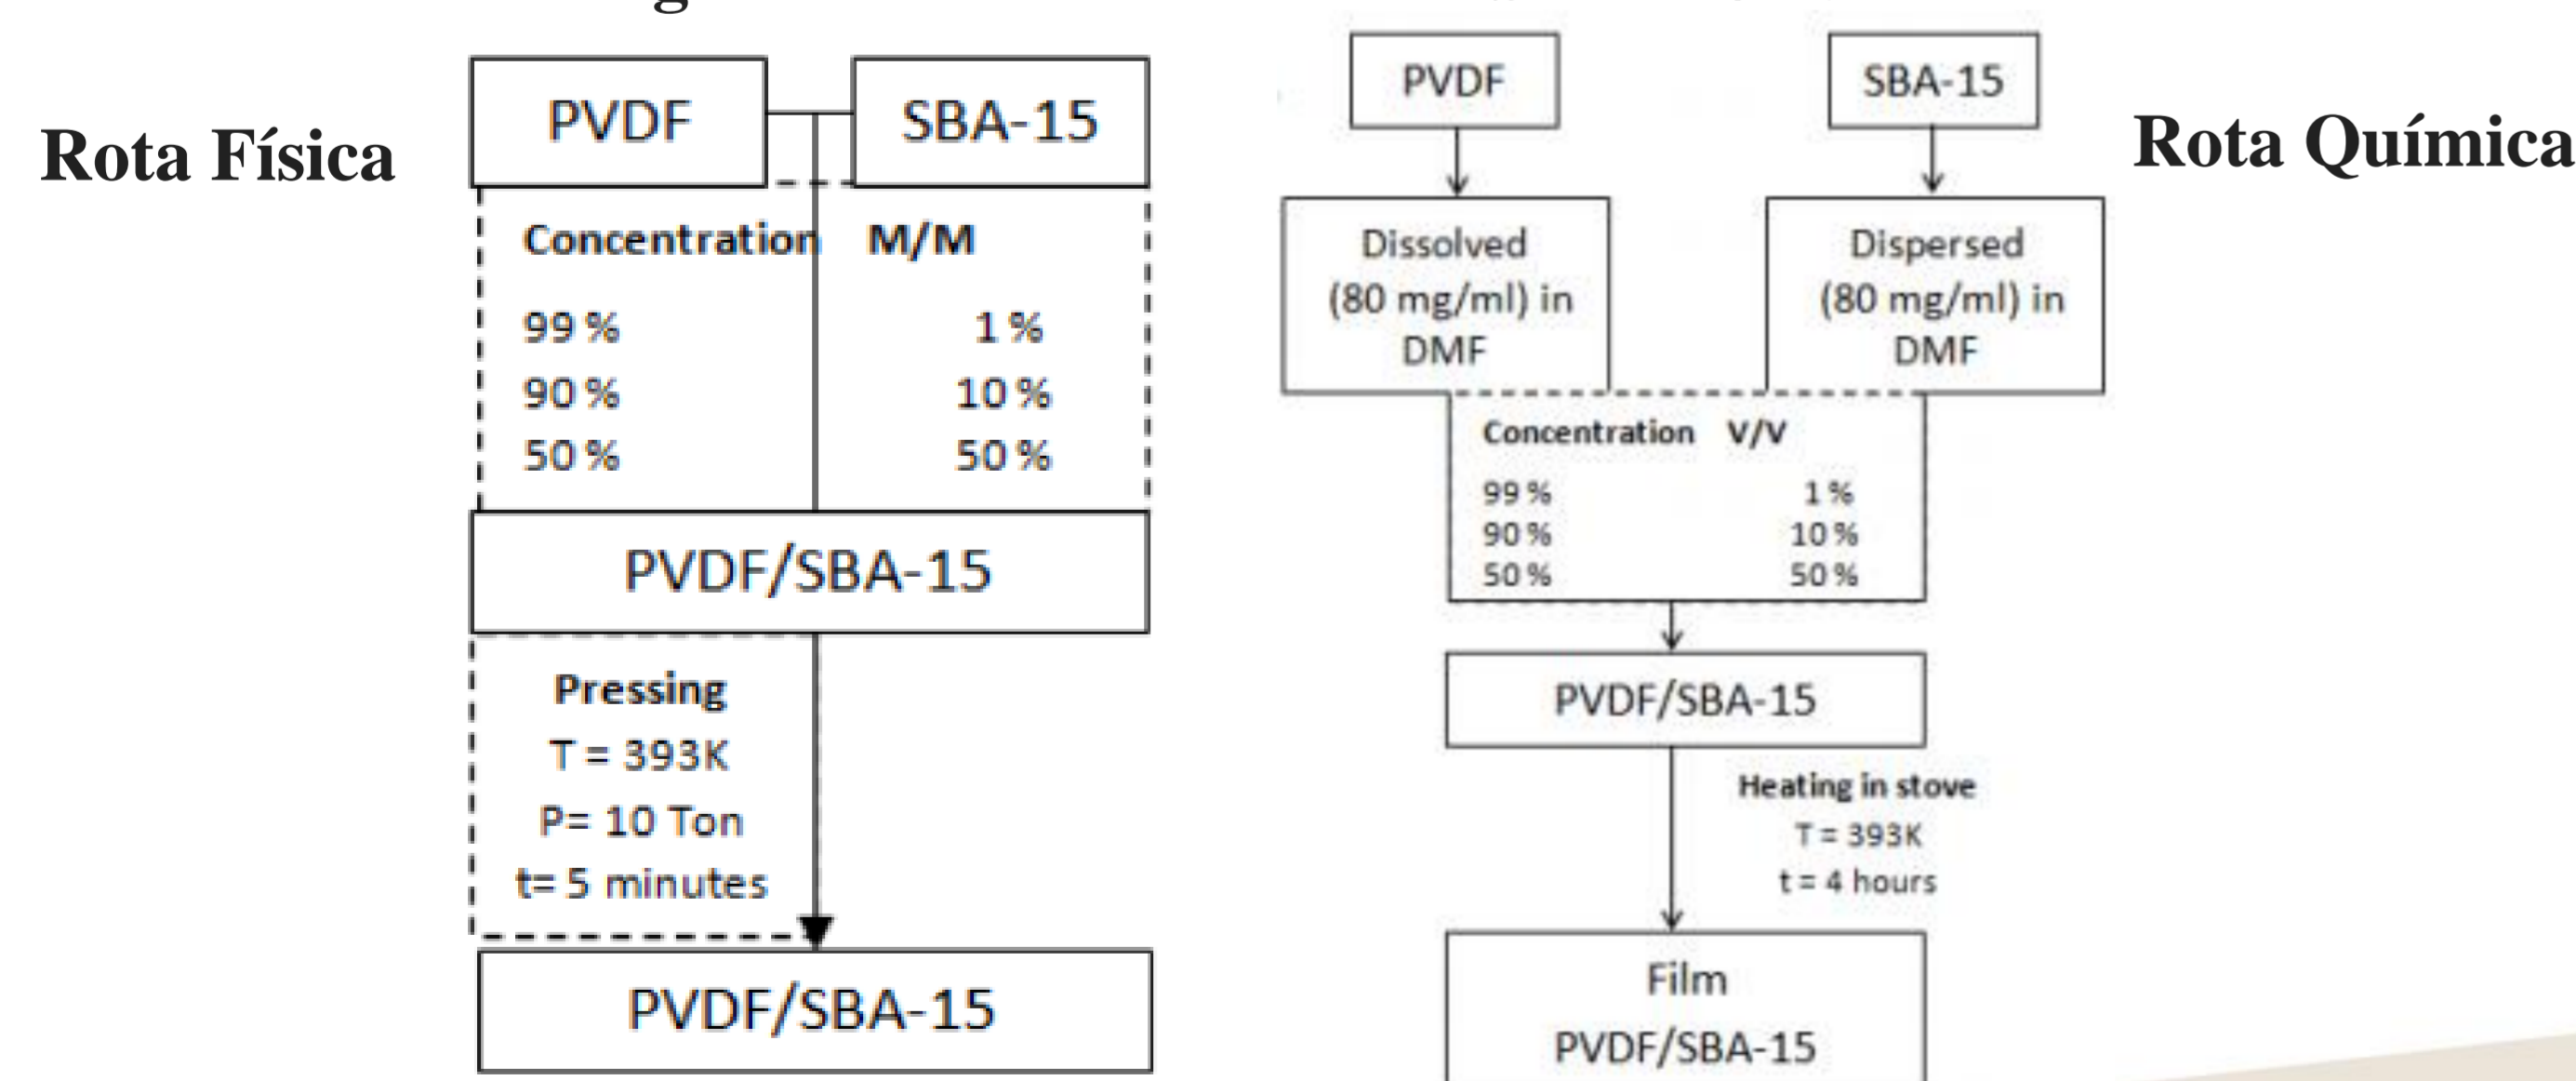 Rota Física
PVDF
SBA-15
Concentration M/M
99 % 1 %
90 % 10 %
50 % 50 %
PVDF/SBA-15
Pressing
T = 393K
P= 10 Ton
t= 5 minutes
PVDF/SBA-15
PVDF
SBA-15
Rota Química
Dissolved
(80 mg/ml) in
DMF
Dispersed
(80 mg/ml) in
DMF
Concentration V/V
99 % 1 %
90 % 10 %
50 % 50 %
PVDF/SBA-15
Heating in stove
T = 393K
t = 4 hours
Film
PVDF/SBA-15